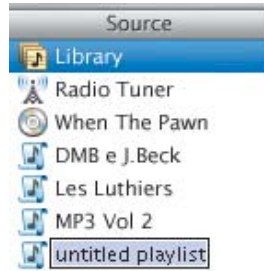 Source
Library
Radio Tuner
When The Pawn
DMB e J.Beck
Les Luthiers
MP3 Vol 2
untitled playlist